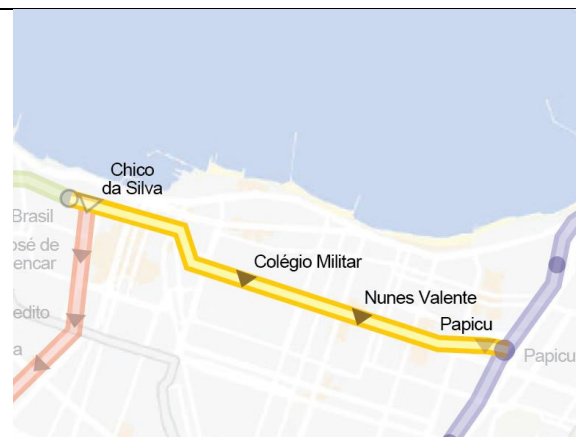 Chico
da Silva
Brasil
osé de
encar
Colégio Militar
Nunes Valente
edito
Papicu
a
Papicu